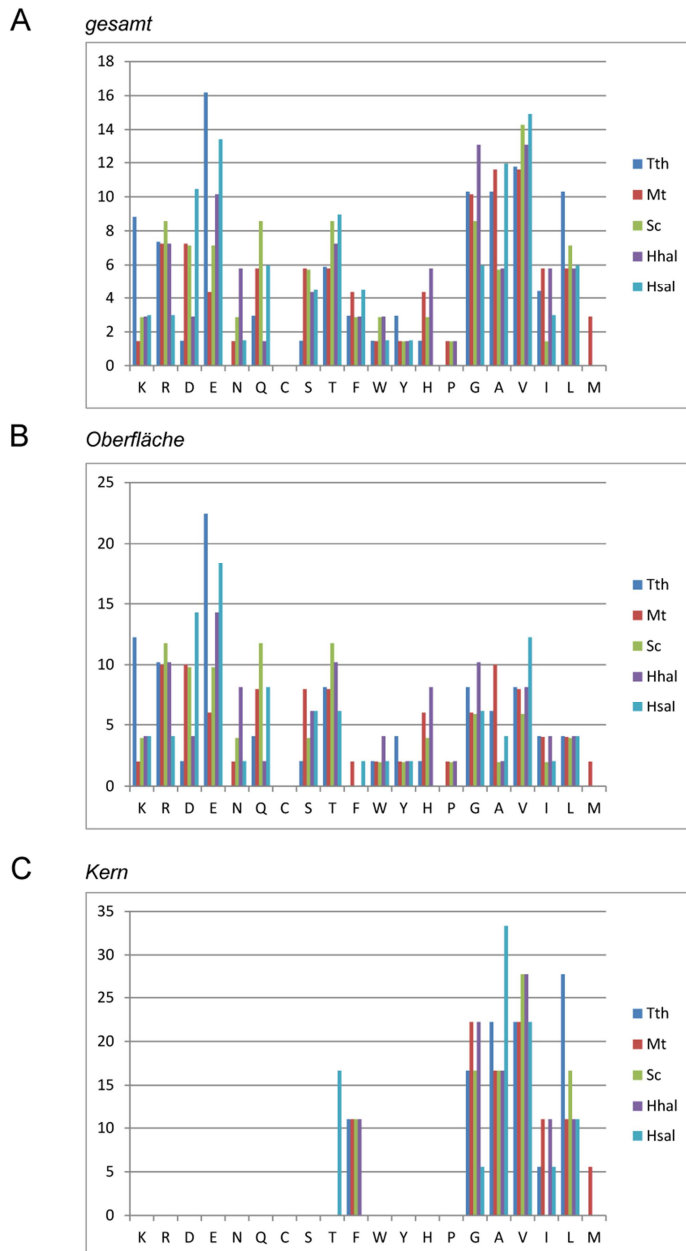 A
gesamt
18
16
14
12
10
8
6
4
2
0
K R D E N Q C S T F W Y H P G A V I L M
Tth
Mt
Sc
Hhal
Hsal
B
Oberfläche
25
20
15
10
5
0
K R D E N Q C S T F W Y H P G A V I L M
Tth
Mt
Sc
Hhal
Hsal
C
Kern
35
30
25
20
15
10
5
0
K R D E N Q C S T F W Y H P G A V I L M
Tth
Mt
Sc
Hhal
Hsal